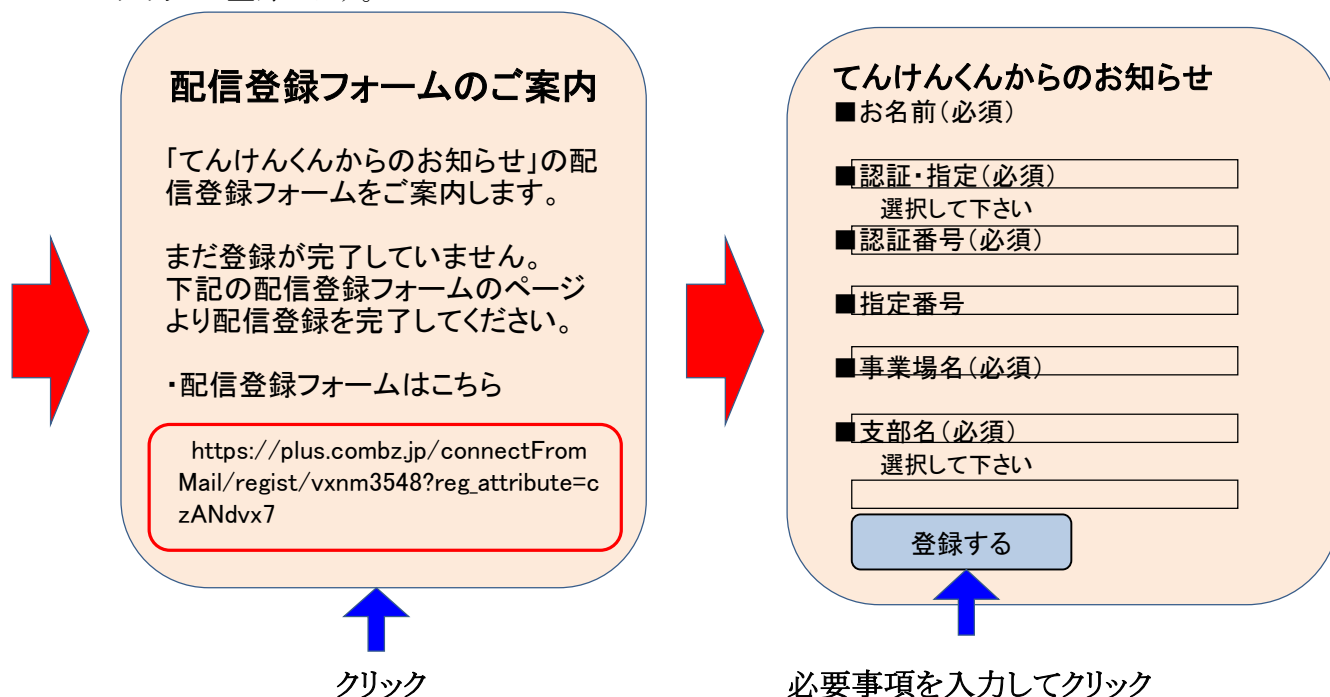 配信登録フォームのご案内
「てんけんくんからのお知らせ」の配
信登録フォームをご案内します。
まだ登録が完了していません。
下記の配信登録フォームのページ
より配信登録を完了してください。
・配信登録フォームはこちら
https://plus.combz.jp/connectFrom
Mail/regist/vxnm3548?reg_attribute=c
zANdvx7
クリック
てんけんくんからのお知らせ
■お名前(必須)
■認証・指定(必須)
選択して下さい
■認証番号(必須)
■指定番号
■事業場名(必須)
■支部名(必須)
選択して下さい
登録する
必要事項を入力してクリック